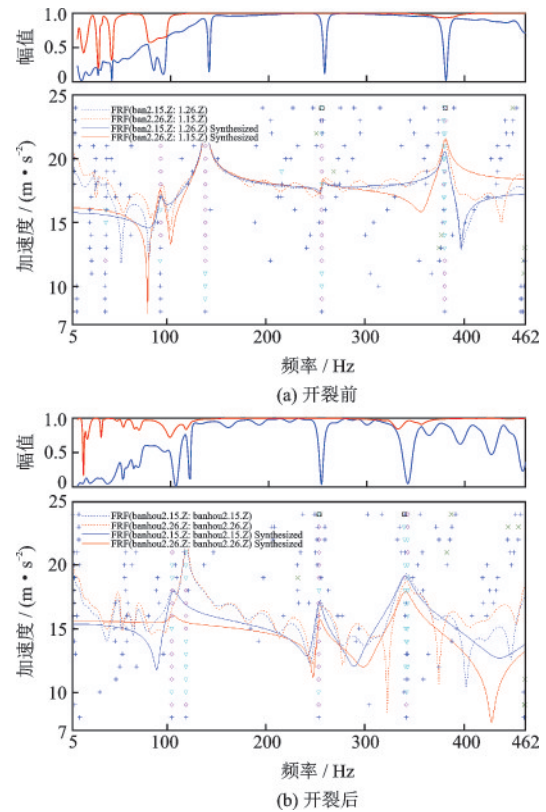 1.0
0.5
0
幅值
25
20
15
10
7
加速度 / (m • s⁻²)
FRF(ban2.15.Z: 1.26.Z)
FRF(ban2.26.Z: 1.15.Z)
FRF(ban2.15.Z: 1.26.Z) Synthesized
FRF(ban2.26.Z: 1.15.Z) Synthesized
5 100 200 300 400 462
频率 / Hz
(a) 开裂前
1.0
0.5
0
幅值
25
20
15
10
7
加速度 / (m • s⁻²)
FRF(banhou2.15.Z: banhou2.15.Z)
FRF(banhou2.26.Z: banhou2.26.Z)
FRF(banhou2.15.Z: banhou2.15.Z) Synthesized
FRF(banhou2.26.Z: banhou2.26.Z) Synthesized
5 100 200 300 400 462
频率 / Hz
(b) 开裂后